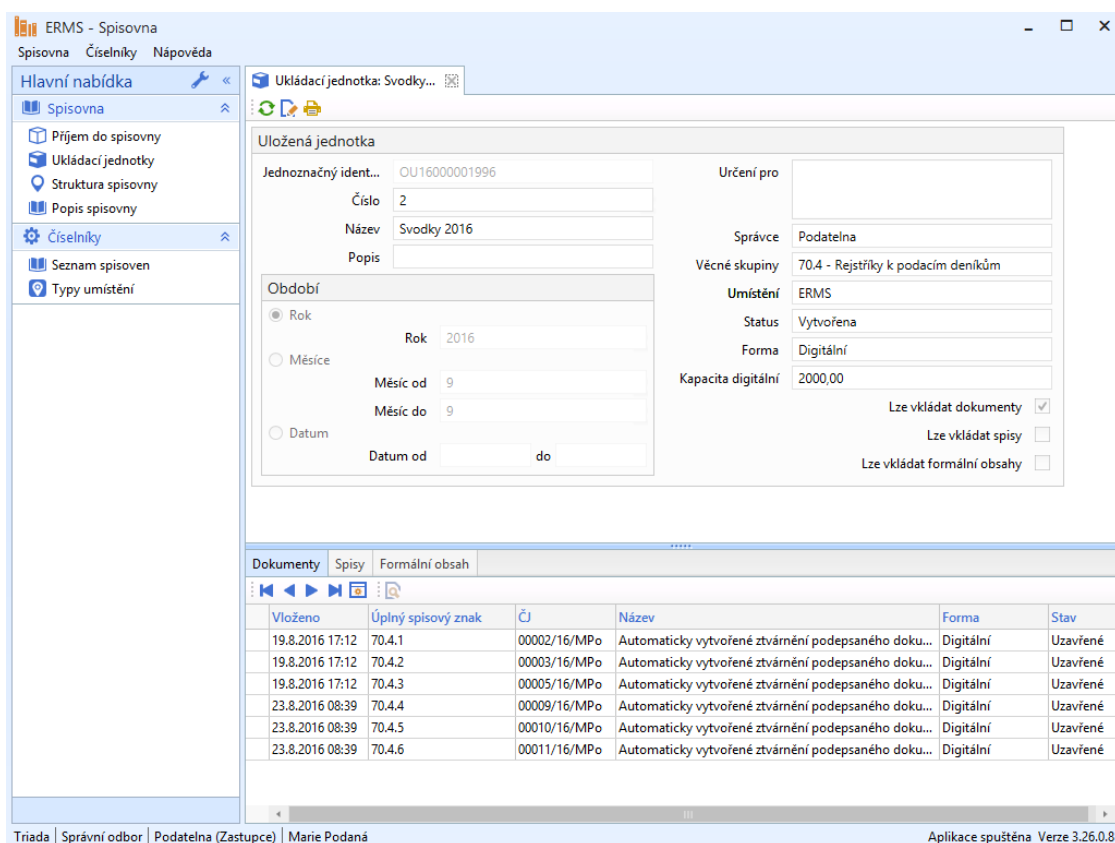 ERMS - Spisovna
Spisovna Číselníky Nápověda
Hlavní nabídka
Spisovna
Příjem do spisovny
Ukládací jednotky
Struktura spisovny
Popis spisovny
Číselníky
Seznam spisoven
Typy umístění
Ukládací jednotka: Svodky...
Uložená jednotka
Jednoznačný ident... OU16000001996
Číslo 2
Název Svodky 2016
Popis
Období
Rok
Rok 2016
Měsíce
Měsíc od 9
Měsíc do 9
Datum
Datum od do
Určení pro
Správce Podatelna
Věcné skupiny 70.4 - Rejstříky k podacím deníkům
Umístění ERMS
Status Vytvořena
Forma Digitální
Kapacita digitální 2000,00
Lze vkládat dokumenty
Lze vkládat spisy
Lze vkládat formální obsahy
Dokumenty Spisy Formální obsah
Vloženo Úplný spisový znak ČJ Název Forma Stav
19.8.2016 17:12 70.4.1 00002/16/MPo Automaticky vytvořené ztvárnění podepsaného doku... Digitální Uzavřené
19.8.2016 17:12 70.4.2 00003/16/MPo Automaticky vytvořené ztvárnění podepsaného doku... Digitální Uzavřené
19.8.2016 17:12 70.4.3 00005/16/MPo Automaticky vytvořené ztvárnění podepsaného doku... Digitální Uzavřené
23.8.2016 08:39 70.4.4 00009/16/MPo Automaticky vytvořené ztvárnění podepsaného doku... Digitální Uzavřené
23.8.2016 08:39 70.4.5 00010/16/MPo Automaticky vytvořené ztvárnění podepsaného doku... Digitální Uzavřené
23.8.2016 08:39 70.4.6 00011/16/MPo Automaticky vytvořené ztvárnění podepsaného doku... Digitální Uzavřené
Triada Správní odbor Podatelna (Zastupce) Marie Podaná Aplikace spuštěna Verze 3.26.0.8